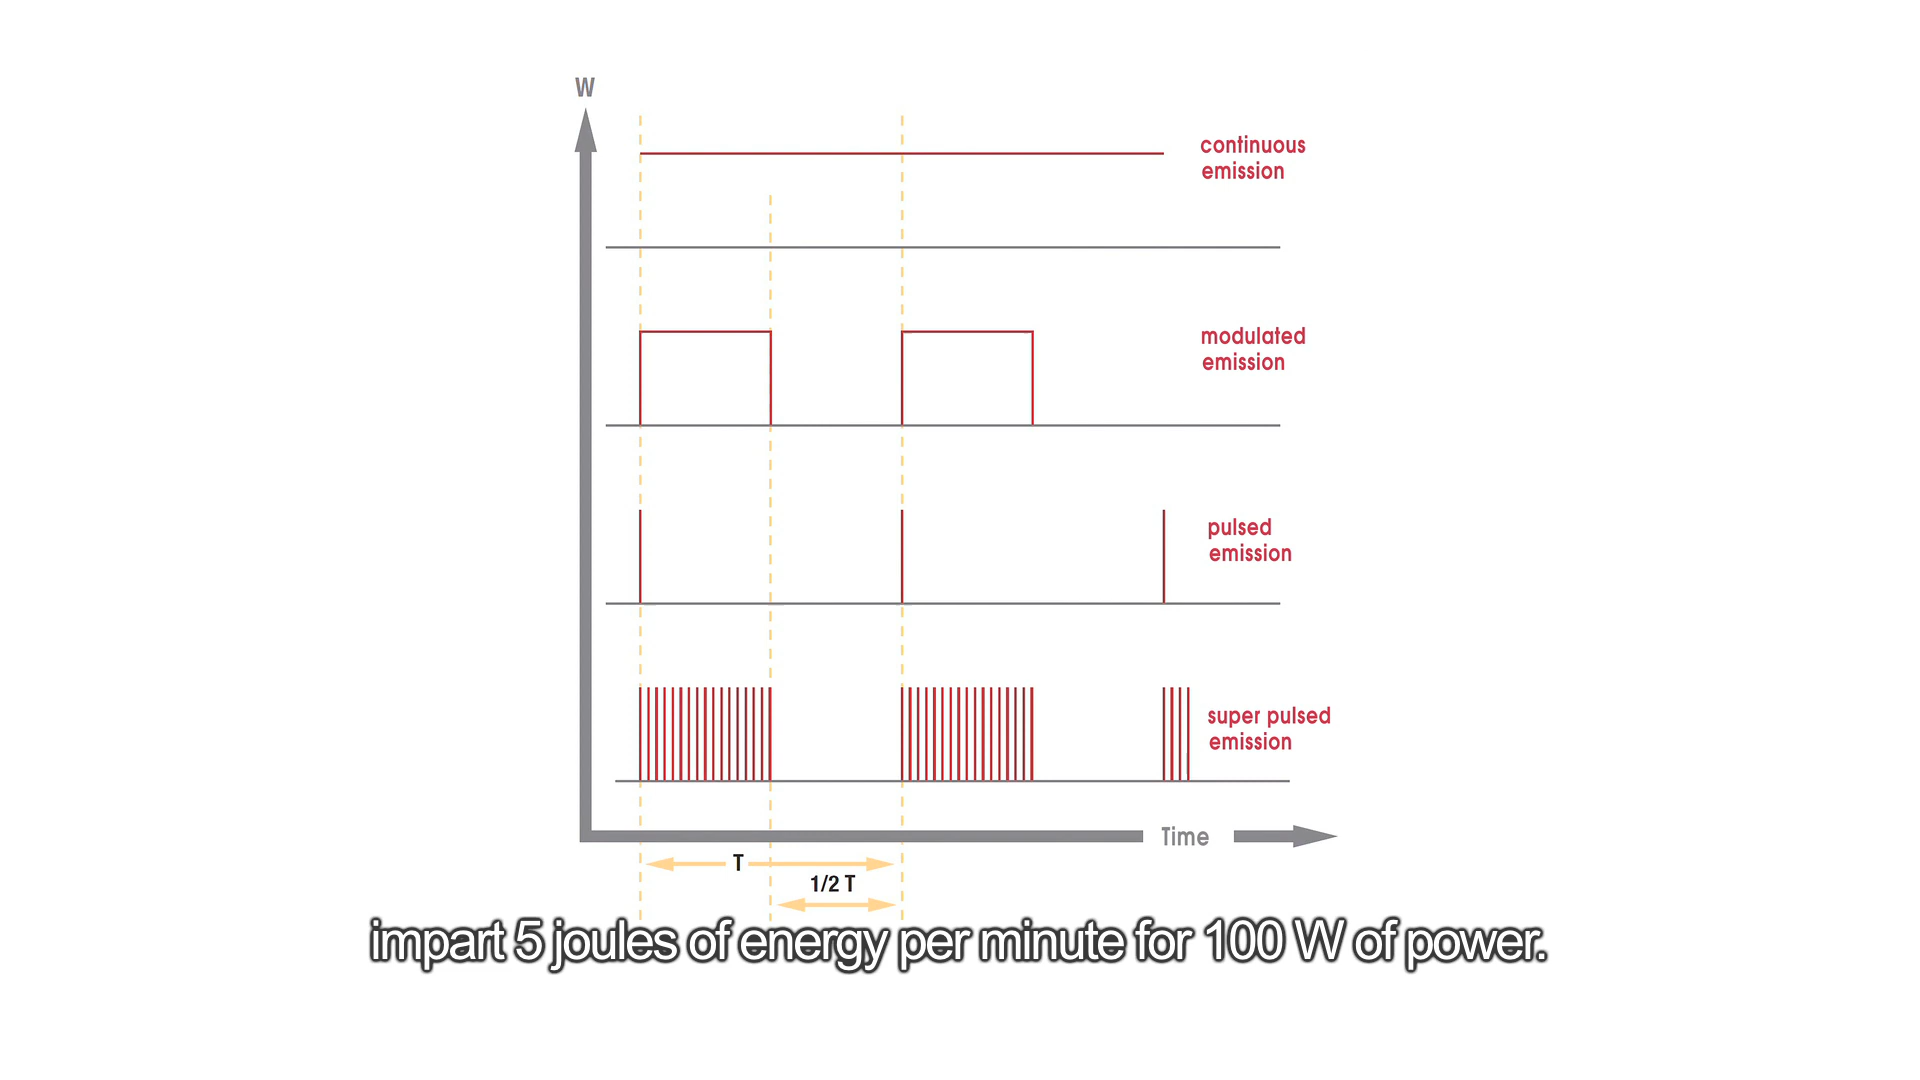 W
continuous
emission
modulated
emission
pulsed
emission
super pulsed
emission
Time
T
1/2 T
impart 5 joules of energy per minute for 100 W of power.